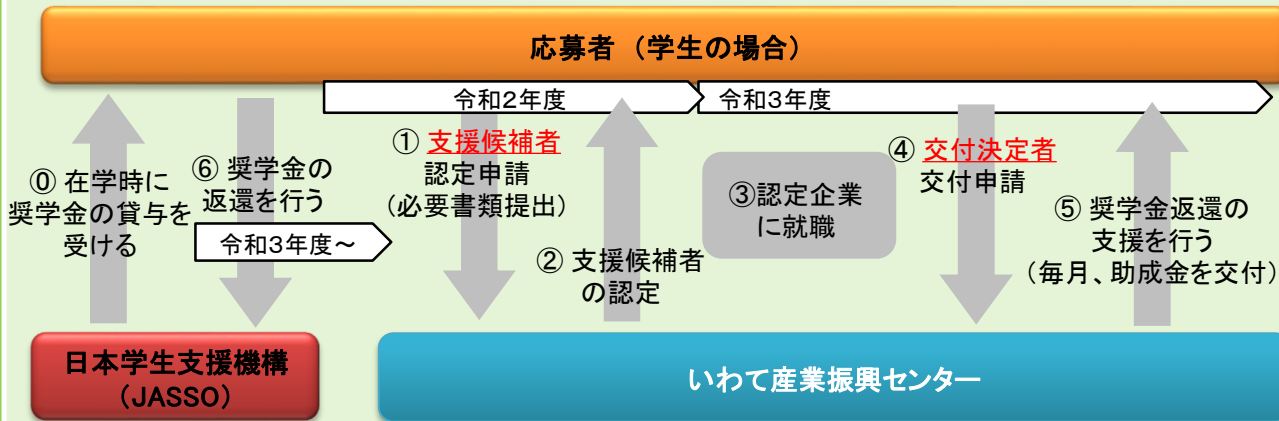 応募者 （学生の場合）
令和２年度
令和３年度
⓪ 在学時に
奨学金の貸与を
受ける
⑥ 奨学金の
返還を行う
令和３年度～
① 支援候補者
認定申請
（必要書類提出）
② 支援候補者
の認定
③認定企業
に就職
④ 交付決定者
交付申請
⑤ 奨学金返還の
支援を行う
（毎月、助成金を交付）
日本学生支援機構
（JASSO）
いわて産業振興センター